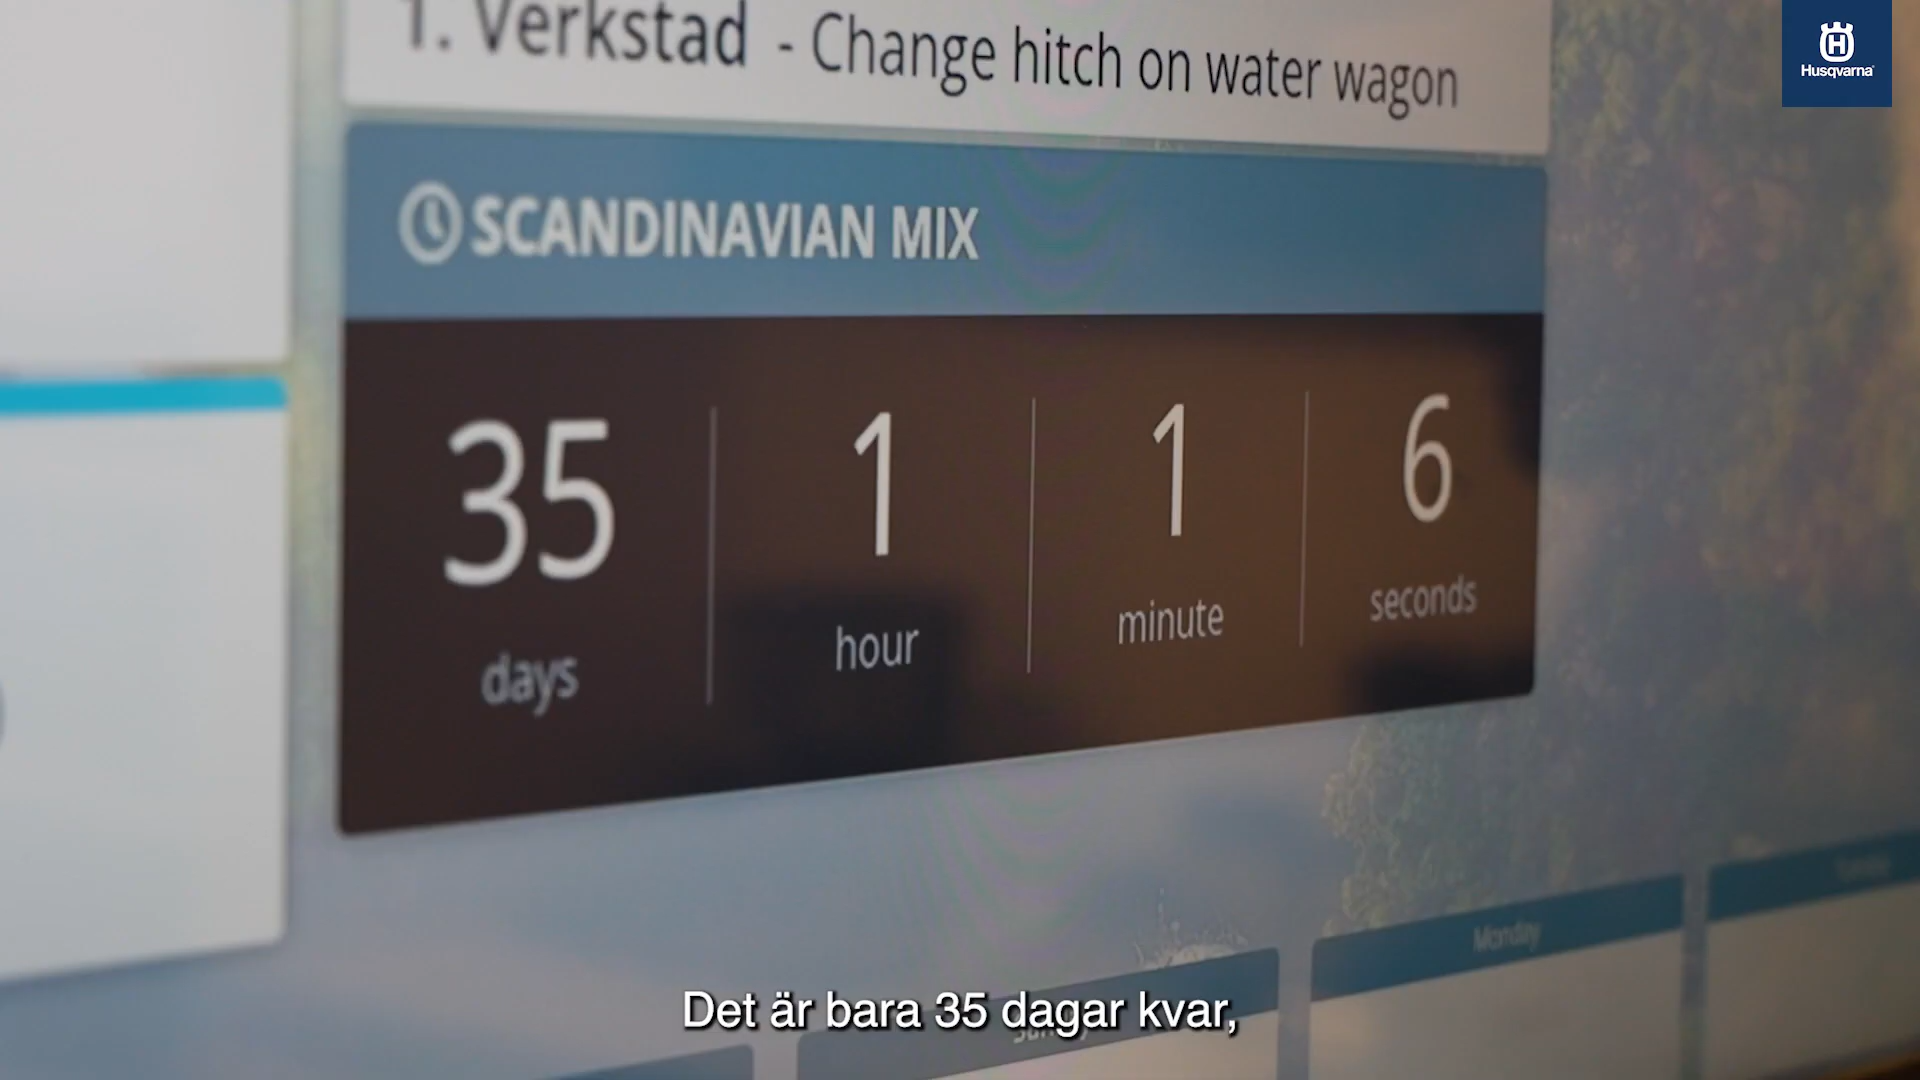 1. Verkstad - Change hitch on water wagon
Husqvarna
SCANDINAVIAN MIX
35 1 1 6
days hour minute seconds
Monday
Det är bara 35 dagar kvar,